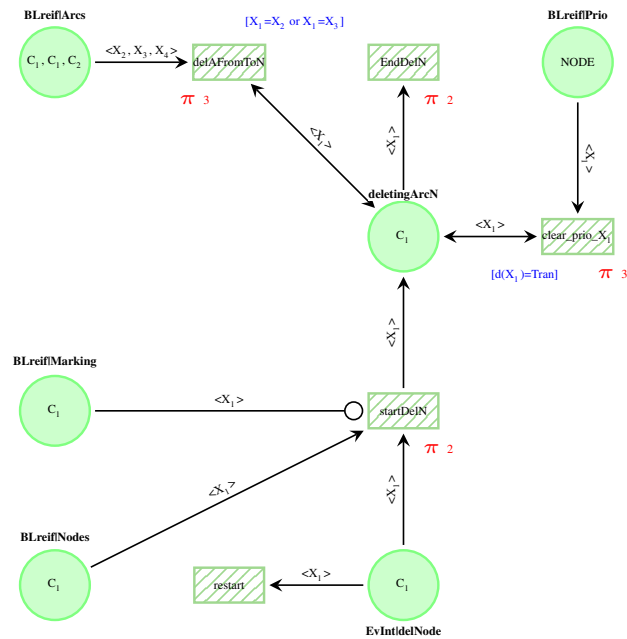 BLreif|Arcs
[X₁=X₂ or X₁=X₃]
BLreif|Prio
C₁, C₁, C₂
<X₂, X₃, X₄>
delAFromToN
EndDelN
NODE
π 3
π 2
<X₁>
<X₁>
<X₁>
deletingArcN
C₁
<X₁>
clear_prio_X₁
[d(X₁)=Tran]
π 3
<X₁>
BLreif|Marking
C₁
<X₁>
startDelN
π 2
<X₁>
<X₁>
BLreif|Nodes
C₁
restart
<X₁>
C₁
EvInt|delNode